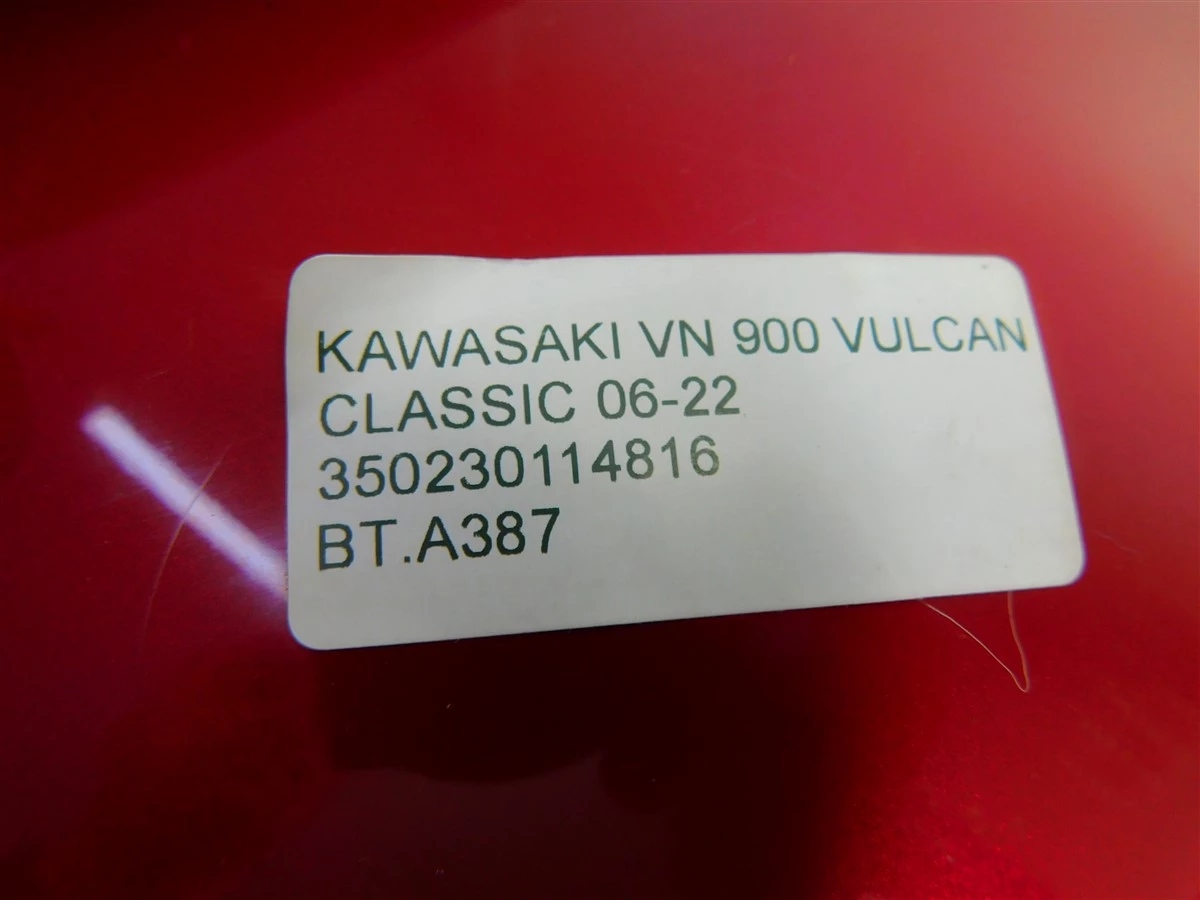 KAWASAKI VN 900 VULCAN
CLASSIC 06-22
350230114816
BT.A387